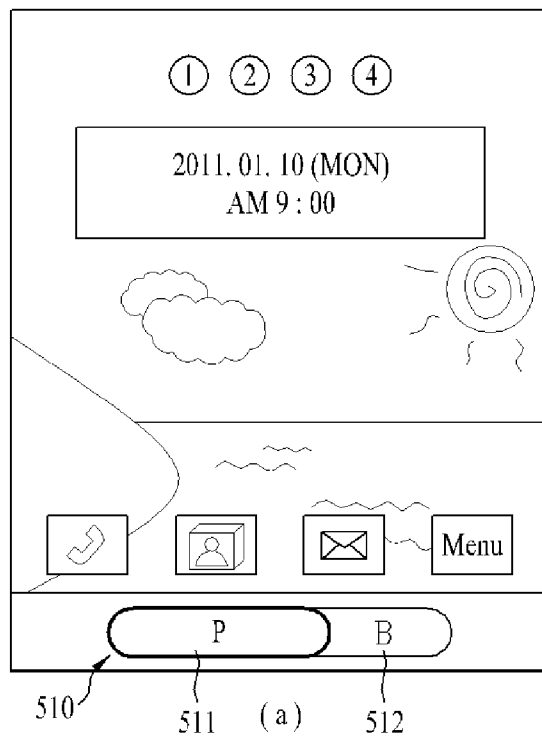 ① ② ③ ④
2011. 01. 10 (MON)
AM 9 : 00
Menu
P B
510 511 (a) 512